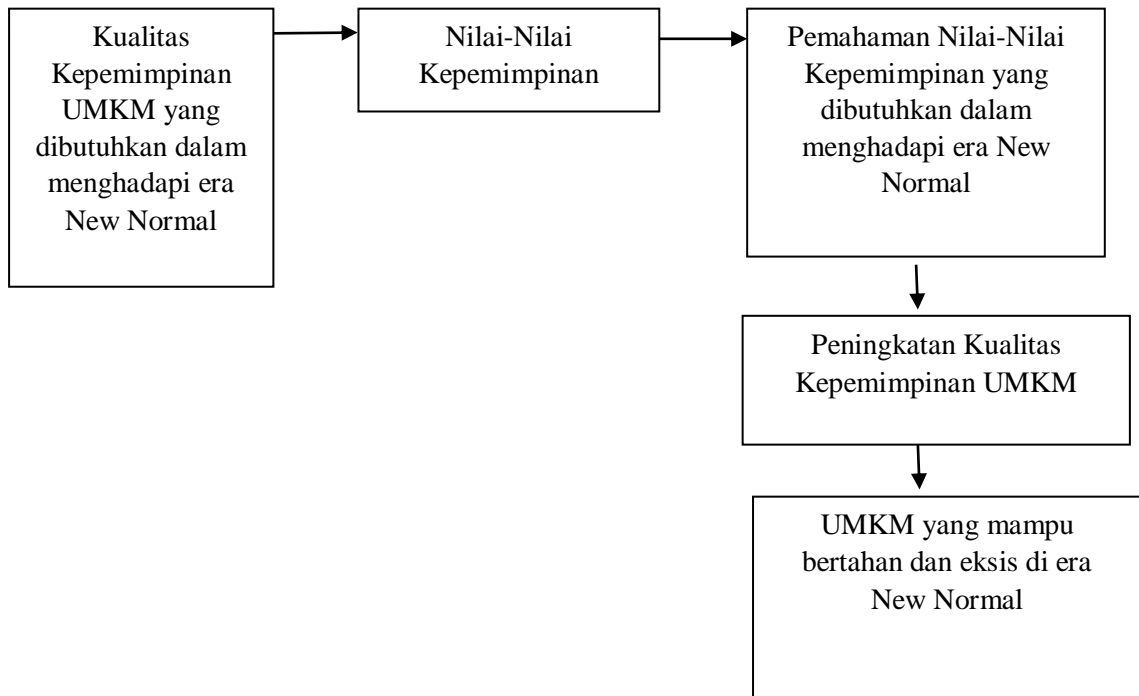 Kualitas
Kepemimpinan
UMKM yang
dibutuhkan dalam
menghadapi era
New Normal
Nilai-Nilai
Kepemimpinan
Pemahaman Nilai-Nilai
Kepemimpinan yang
dibutuhkan dalam
menghadapi era New
Normal
Peningkatan Kualitas
Kepemimpinan UMKM
UMKM yang mampu
bertahan dan eksis di era
New Normal